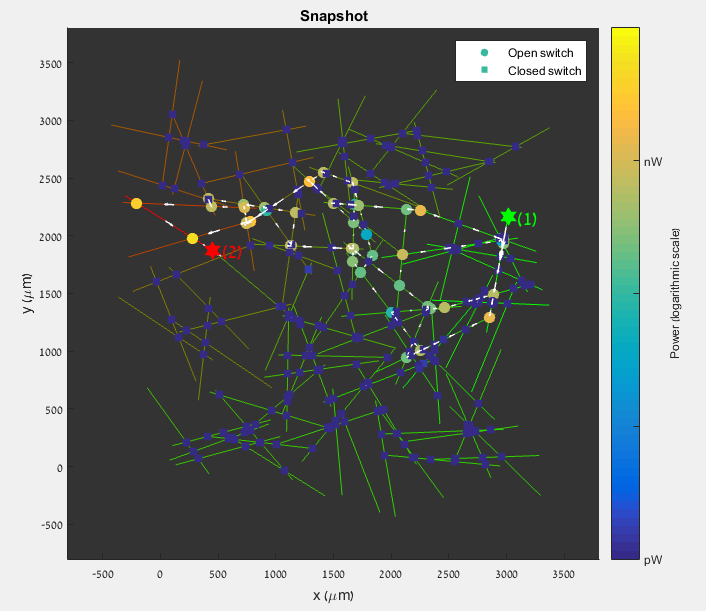 Snapshot
Open switch
Closed switch
3500
3000
2500
2000
1500
1000
500
0
-500
-500
0
500
1000
1500
2000
2500
3000
3500
x (μm)
y (μm)
(1)
(2)
nW
pW
Power (logarithmic scale)